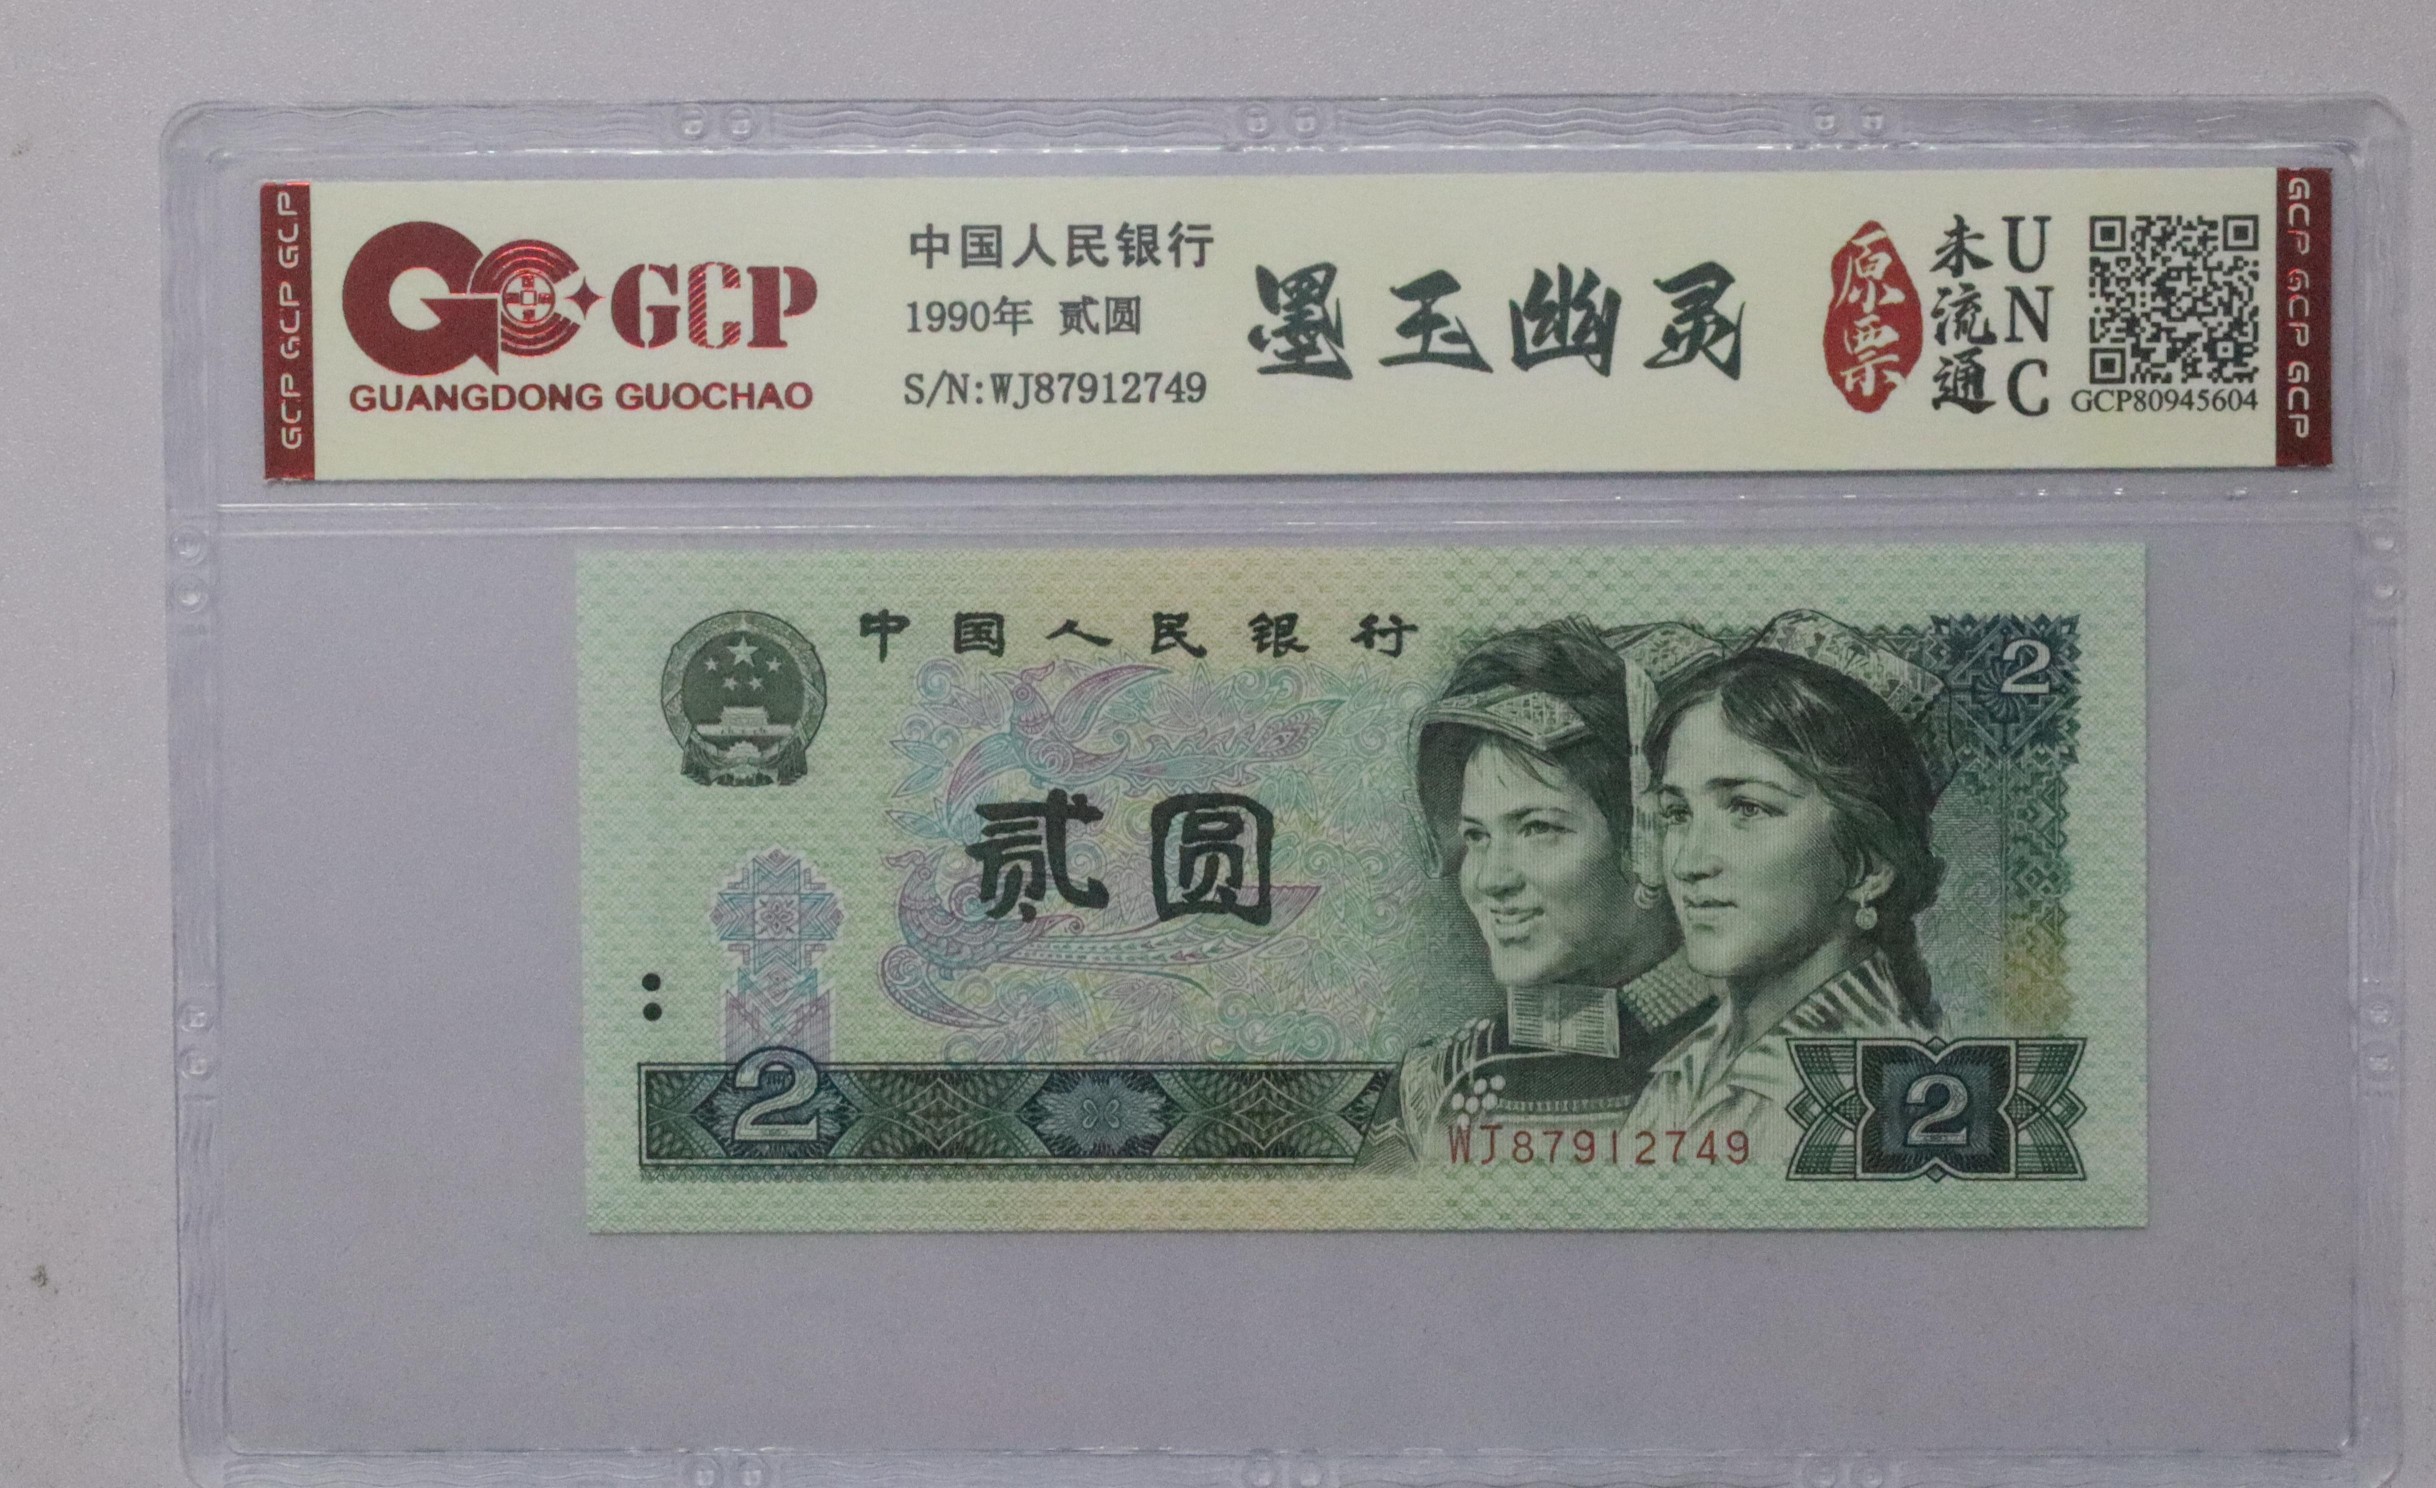 GCP GCP GCP
GCP
GUANGDONG GUOCHAO
中国人民银行
1990年 贰圆
S/N:WJ87912749
墨玉幽灵
原票
未流通
UNC
GCP80945604
GCP GCP GCP
中国人民银行
2
贰圆
2
WJ87912749
2